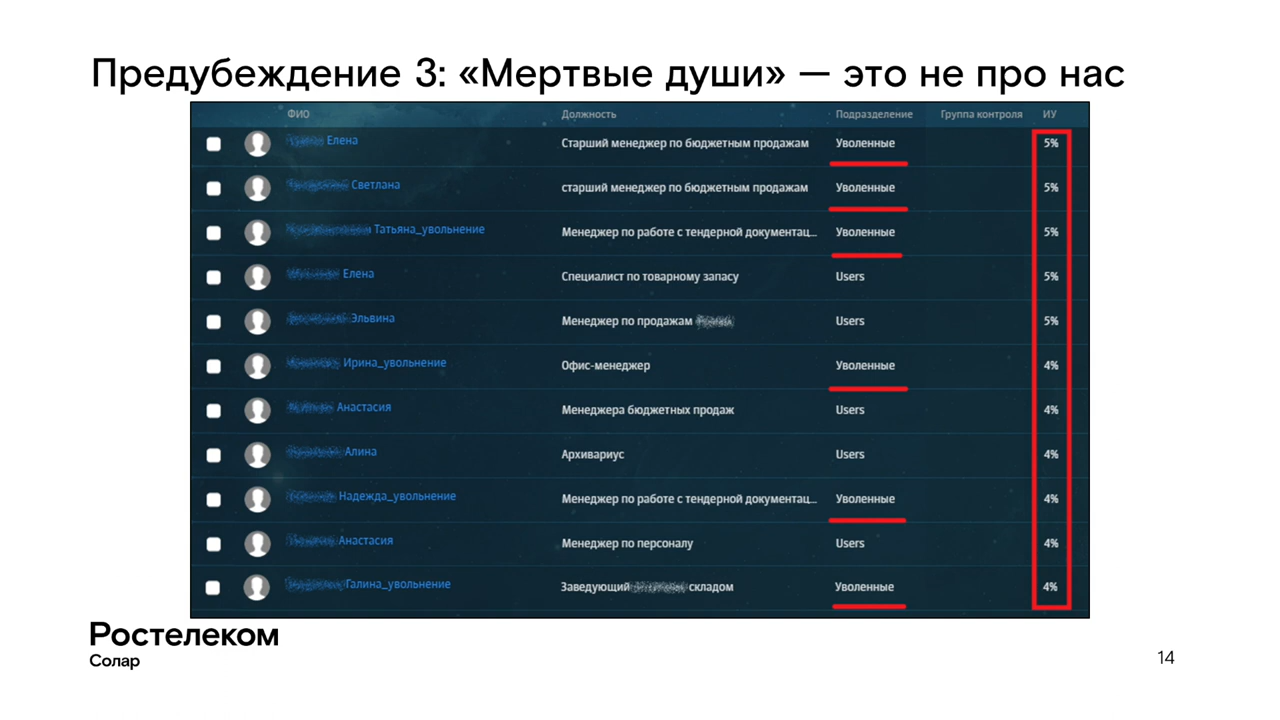 Предубеждение 3: «Мертвые души» — это не про нас
ФИО Должность Подразделение Группа контроля ИУ
Елена Старший менеджер по бюджетным продажам Уволенные 5%
Светлана старший менеджер по бюджетным продажам Уволенные 5%
Татьяна_увольнение Менеджер по работе с тендерной документац... Уволенные 5%
Елена Специалист по товарному запасу Users 5%
Эльвина Менеджер по продажам Users 5%
Ирина_увольнение Офис-менеджер Уволенные 4%
Анастасия Менеджера бюджетных продаж Users 4%
Алина Архивариус Users 4%
Надежда_увольнение Менеджер по работе с тендерной документац... Уволенные 4%
Анастасия Менеджер по персоналу Users 4%
Галина_увольнение Заведующий складом Уволенные 4%
Ростелеком
Солар
14